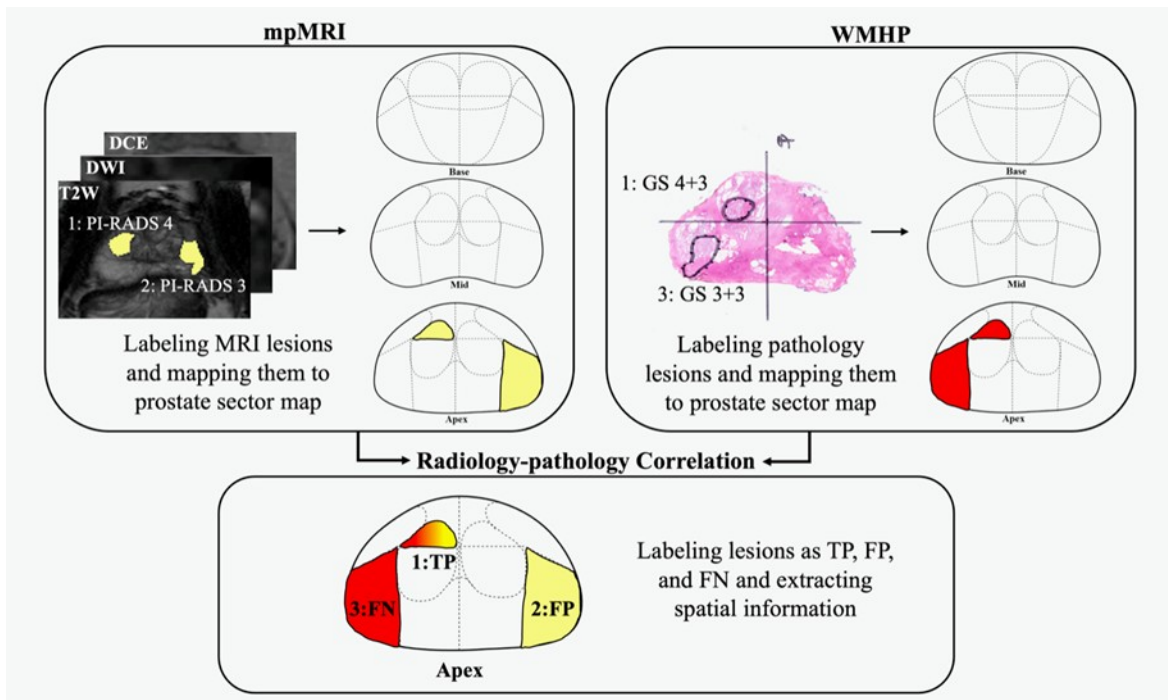 mpMRI
DCE
DWI
T2W
1: PI-RADS 4
2: PI-RADS 3
Labeling MRI lesions
and mapping them to
prostate sector map
Base
Mid
Apex
WMHP
1: GS 4+3
3: GS 3+3
Labeling pathology
lesions and mapping them
to prostate sector map
Base
Mid
Apex
Radiology-pathology Correlation
1:TP
3:FN
2:FP
Apex
Labeling lesions as TP, FP,
and FN and extracting
spatial information